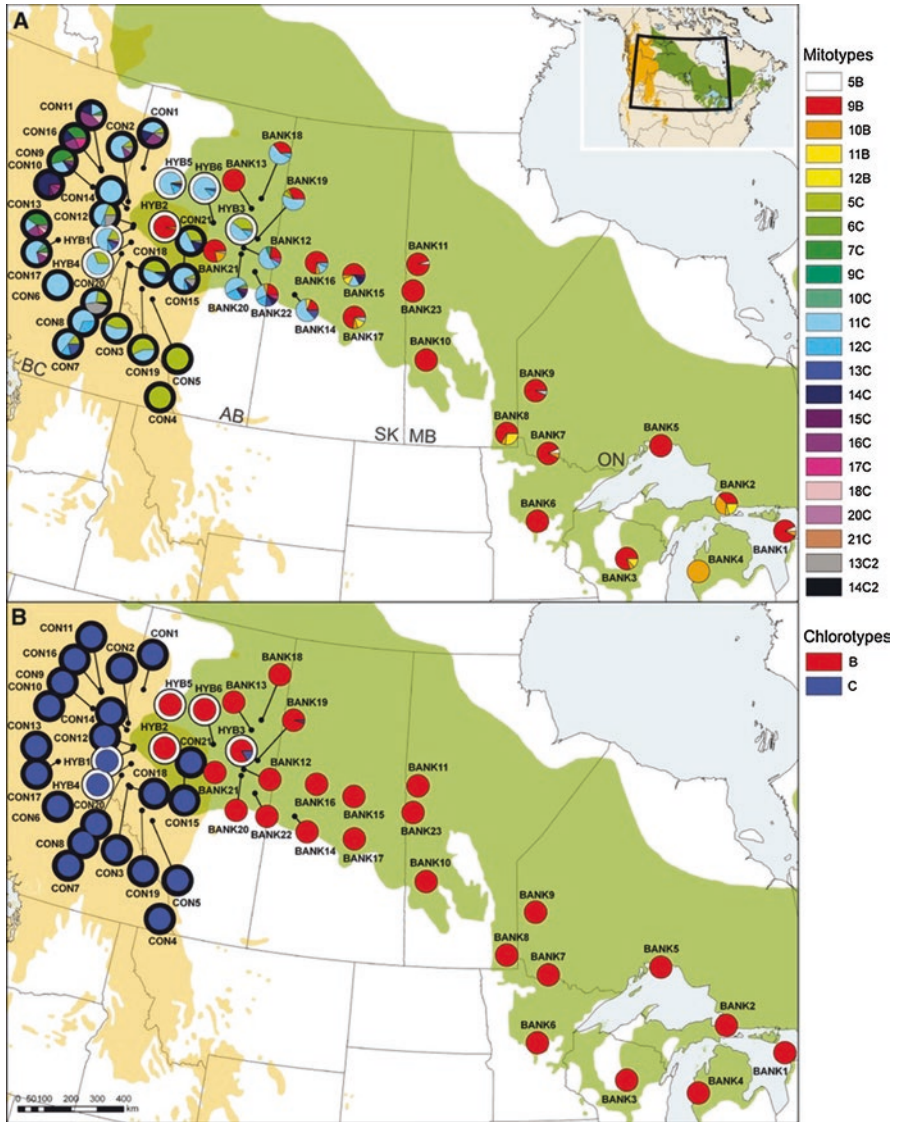 A
Mitotypes
5B
9B
10B
11B
12B
5C
6C
7C
9C
10C
11C
12C
13C
14C
15C
16C
17C
18C
20C
21C
13C2
14C2
CON11
CON1
CON2
CON16
CON9
CON10
CON14
CON13
CON12
HYB1
CON17
HYB4
CON6
CON20
CON8
CON7
CON3
CON19
CON4
CON5
CON18
CON15
CON21
HYB5
HYB6
HYB2
HYB3
BANK13
BANK18
BANK19
BANK12
BANK21
BANK20
BANK22
BANK14
BANK16
BANK15
BANK17
BANK11
BANK23
BANK10
BANK9
BANK8
BANK7
BANK6
BANK5
BANK3
BANK2
BANK4
BANK1
BC
AB
SK
MB
ON
B
Chlorotypes
B
C
CON11
CON1
CON2
CON16
CON9
CON10
CON14
CON13
CON12
HYB1
CON17
HYB4
CON6
CON20
CON8
CON7
CON3
CON19
CON4
CON5
CON18
CON15
CON21
HYB5
HYB6
HYB2
HYB3
BANK13
BANK18
BANK19
BANK12
BANK21
BANK20
BANK22
BANK14
BANK16
BANK15
BANK17
BANK11
BANK23
BANK10
BANK9
BANK8
BANK7
BANK6
BANK5
BANK3
BANK2
BANK4
BANK1
0 50 100 200 300 400
km